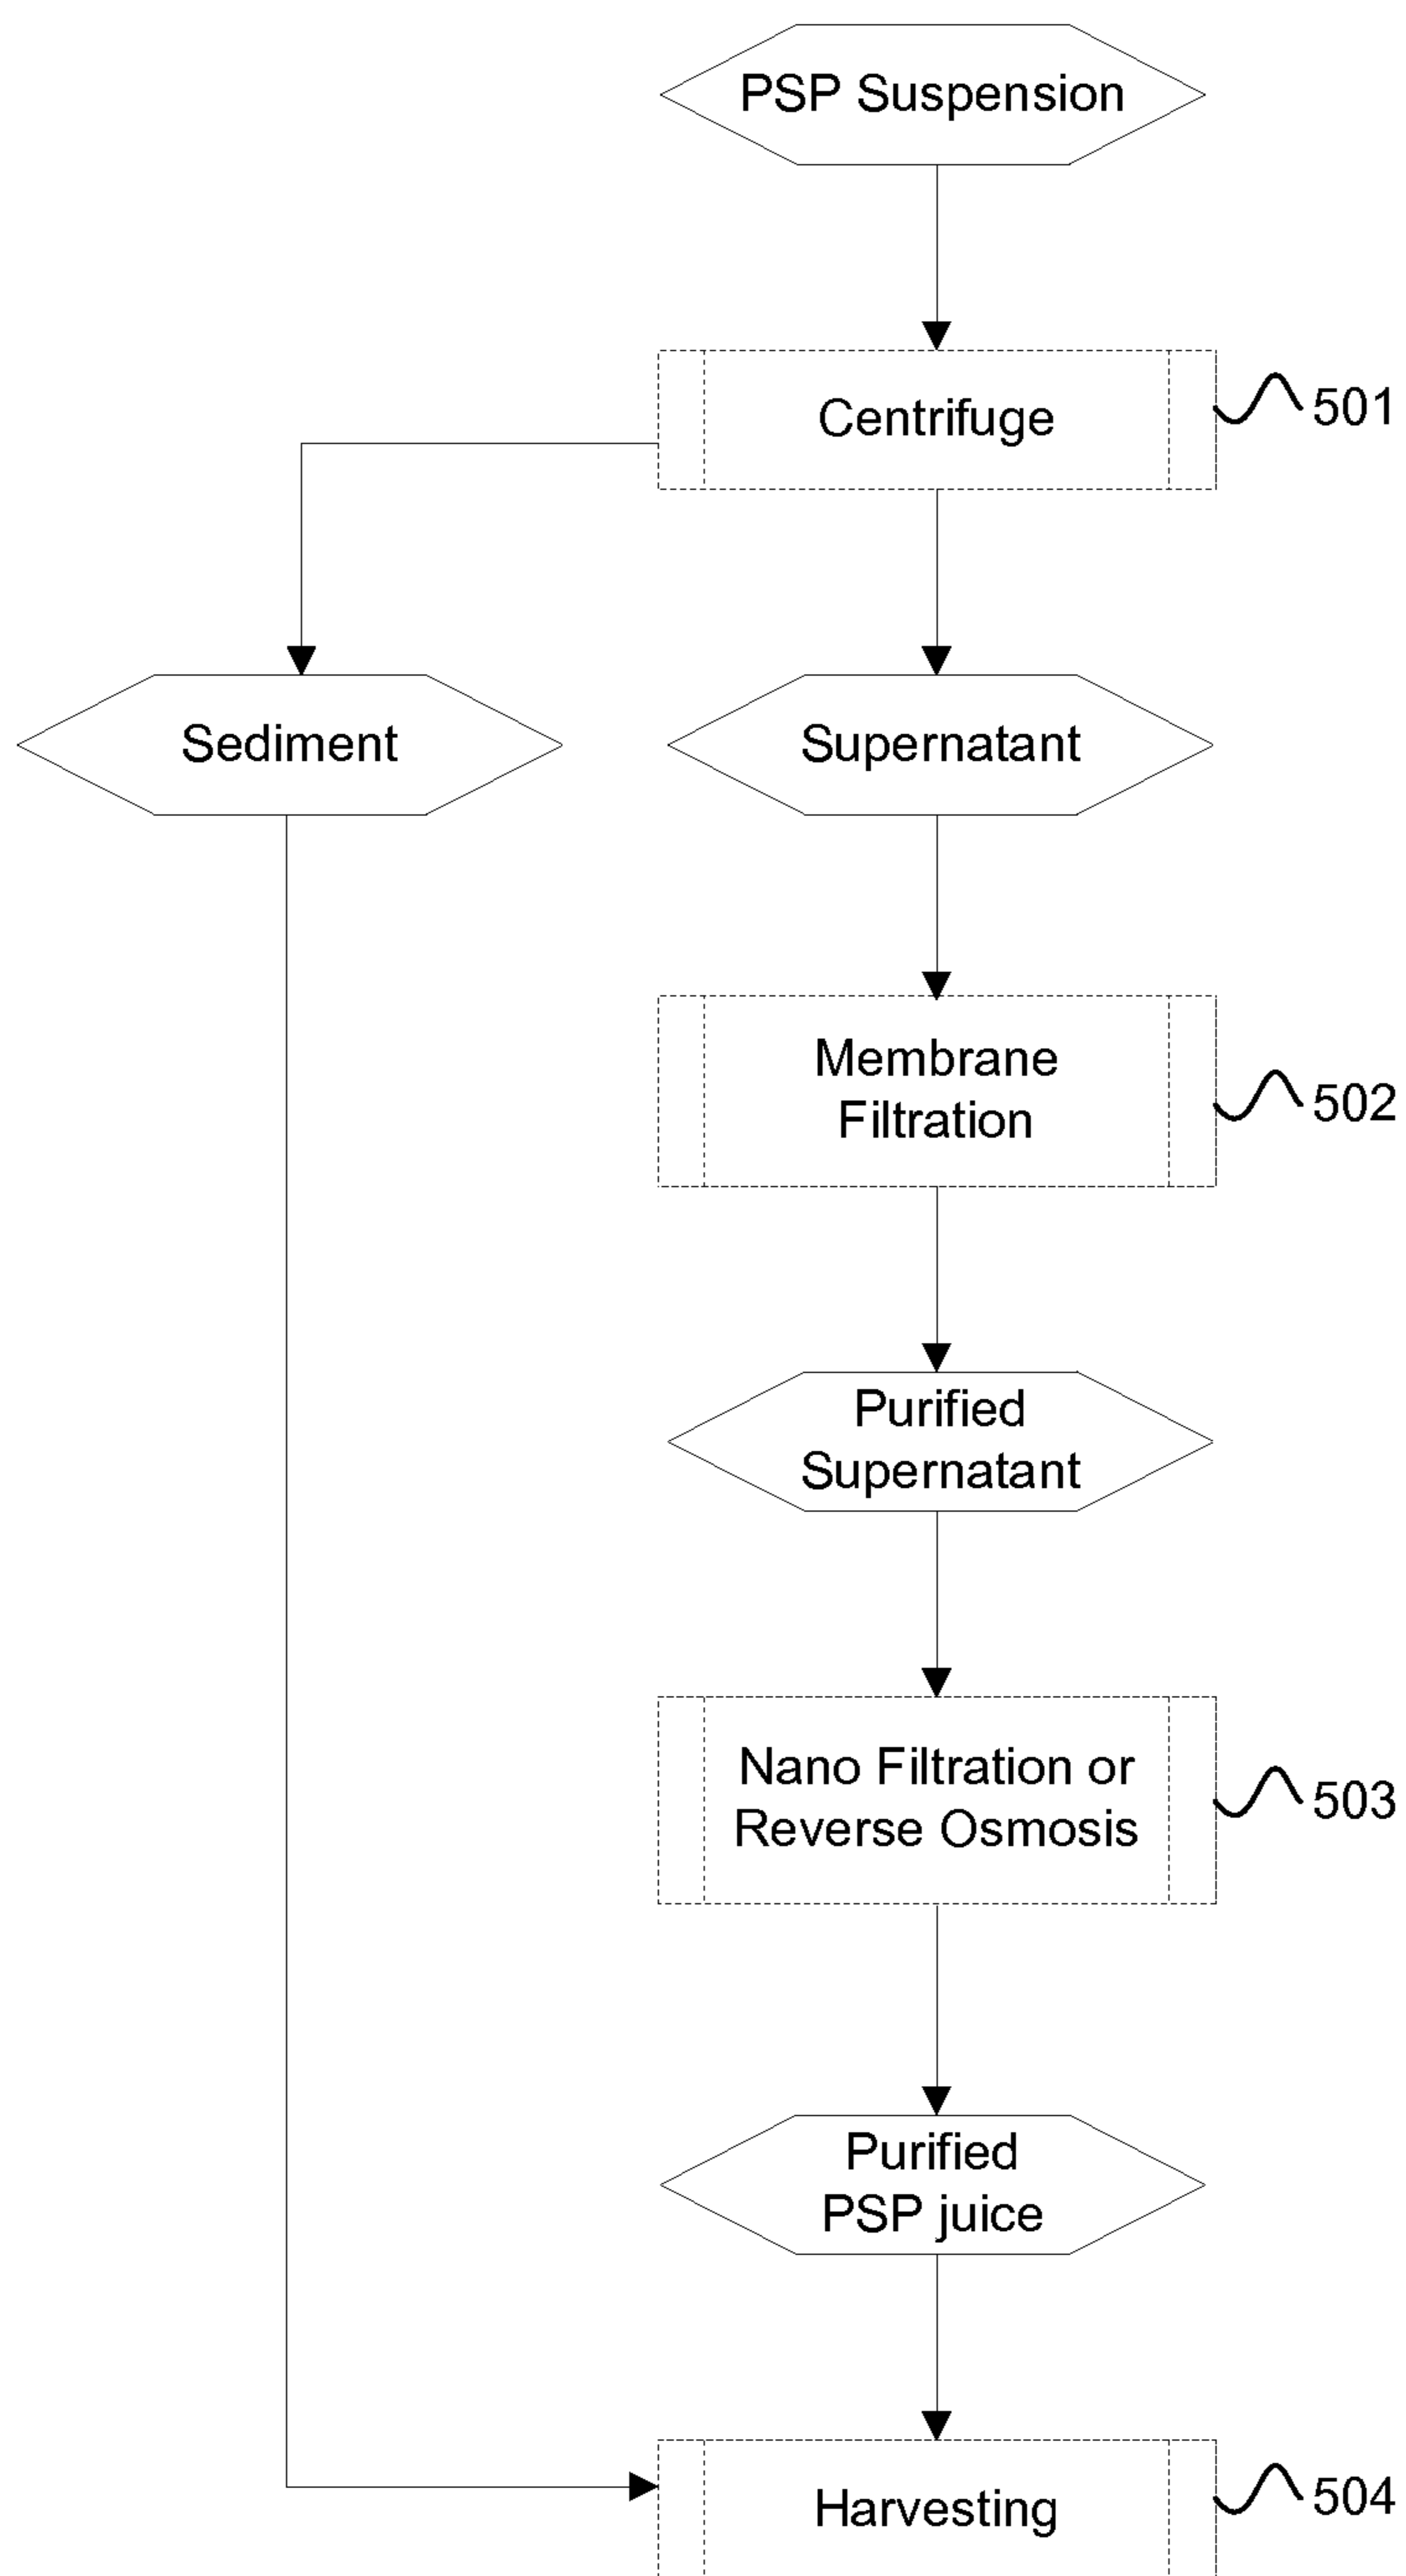 PSP Suspension
Centrifuge
501
Sediment
Supernatant
Membrane
Filtration
502
Purified
Supernatant
Nano Filtration or
Reverse Osmosis
503
Purified
PSP juice
Harvesting
504